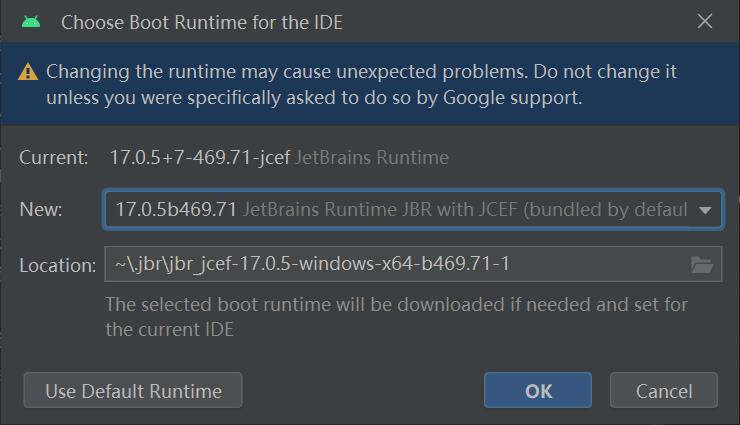 Choose Boot Runtime for the IDE
Changing the runtime may cause unexpected problems. Do not change it
unless you were specifically asked to do so by Google support.
Current: 17.0.5+7-469.71-jcef JetBrains Runtime
New: 17.0.5b469.71 JetBrains Runtime JBR with JCEF (bundled by defaul
Location: ~\.jbr\jbr_jcef-17.0.5-windows-x64-b469.71-1
The selected boot runtime will be downloaded if needed and set for
the current IDE
Use Default Runtime OK Cancel